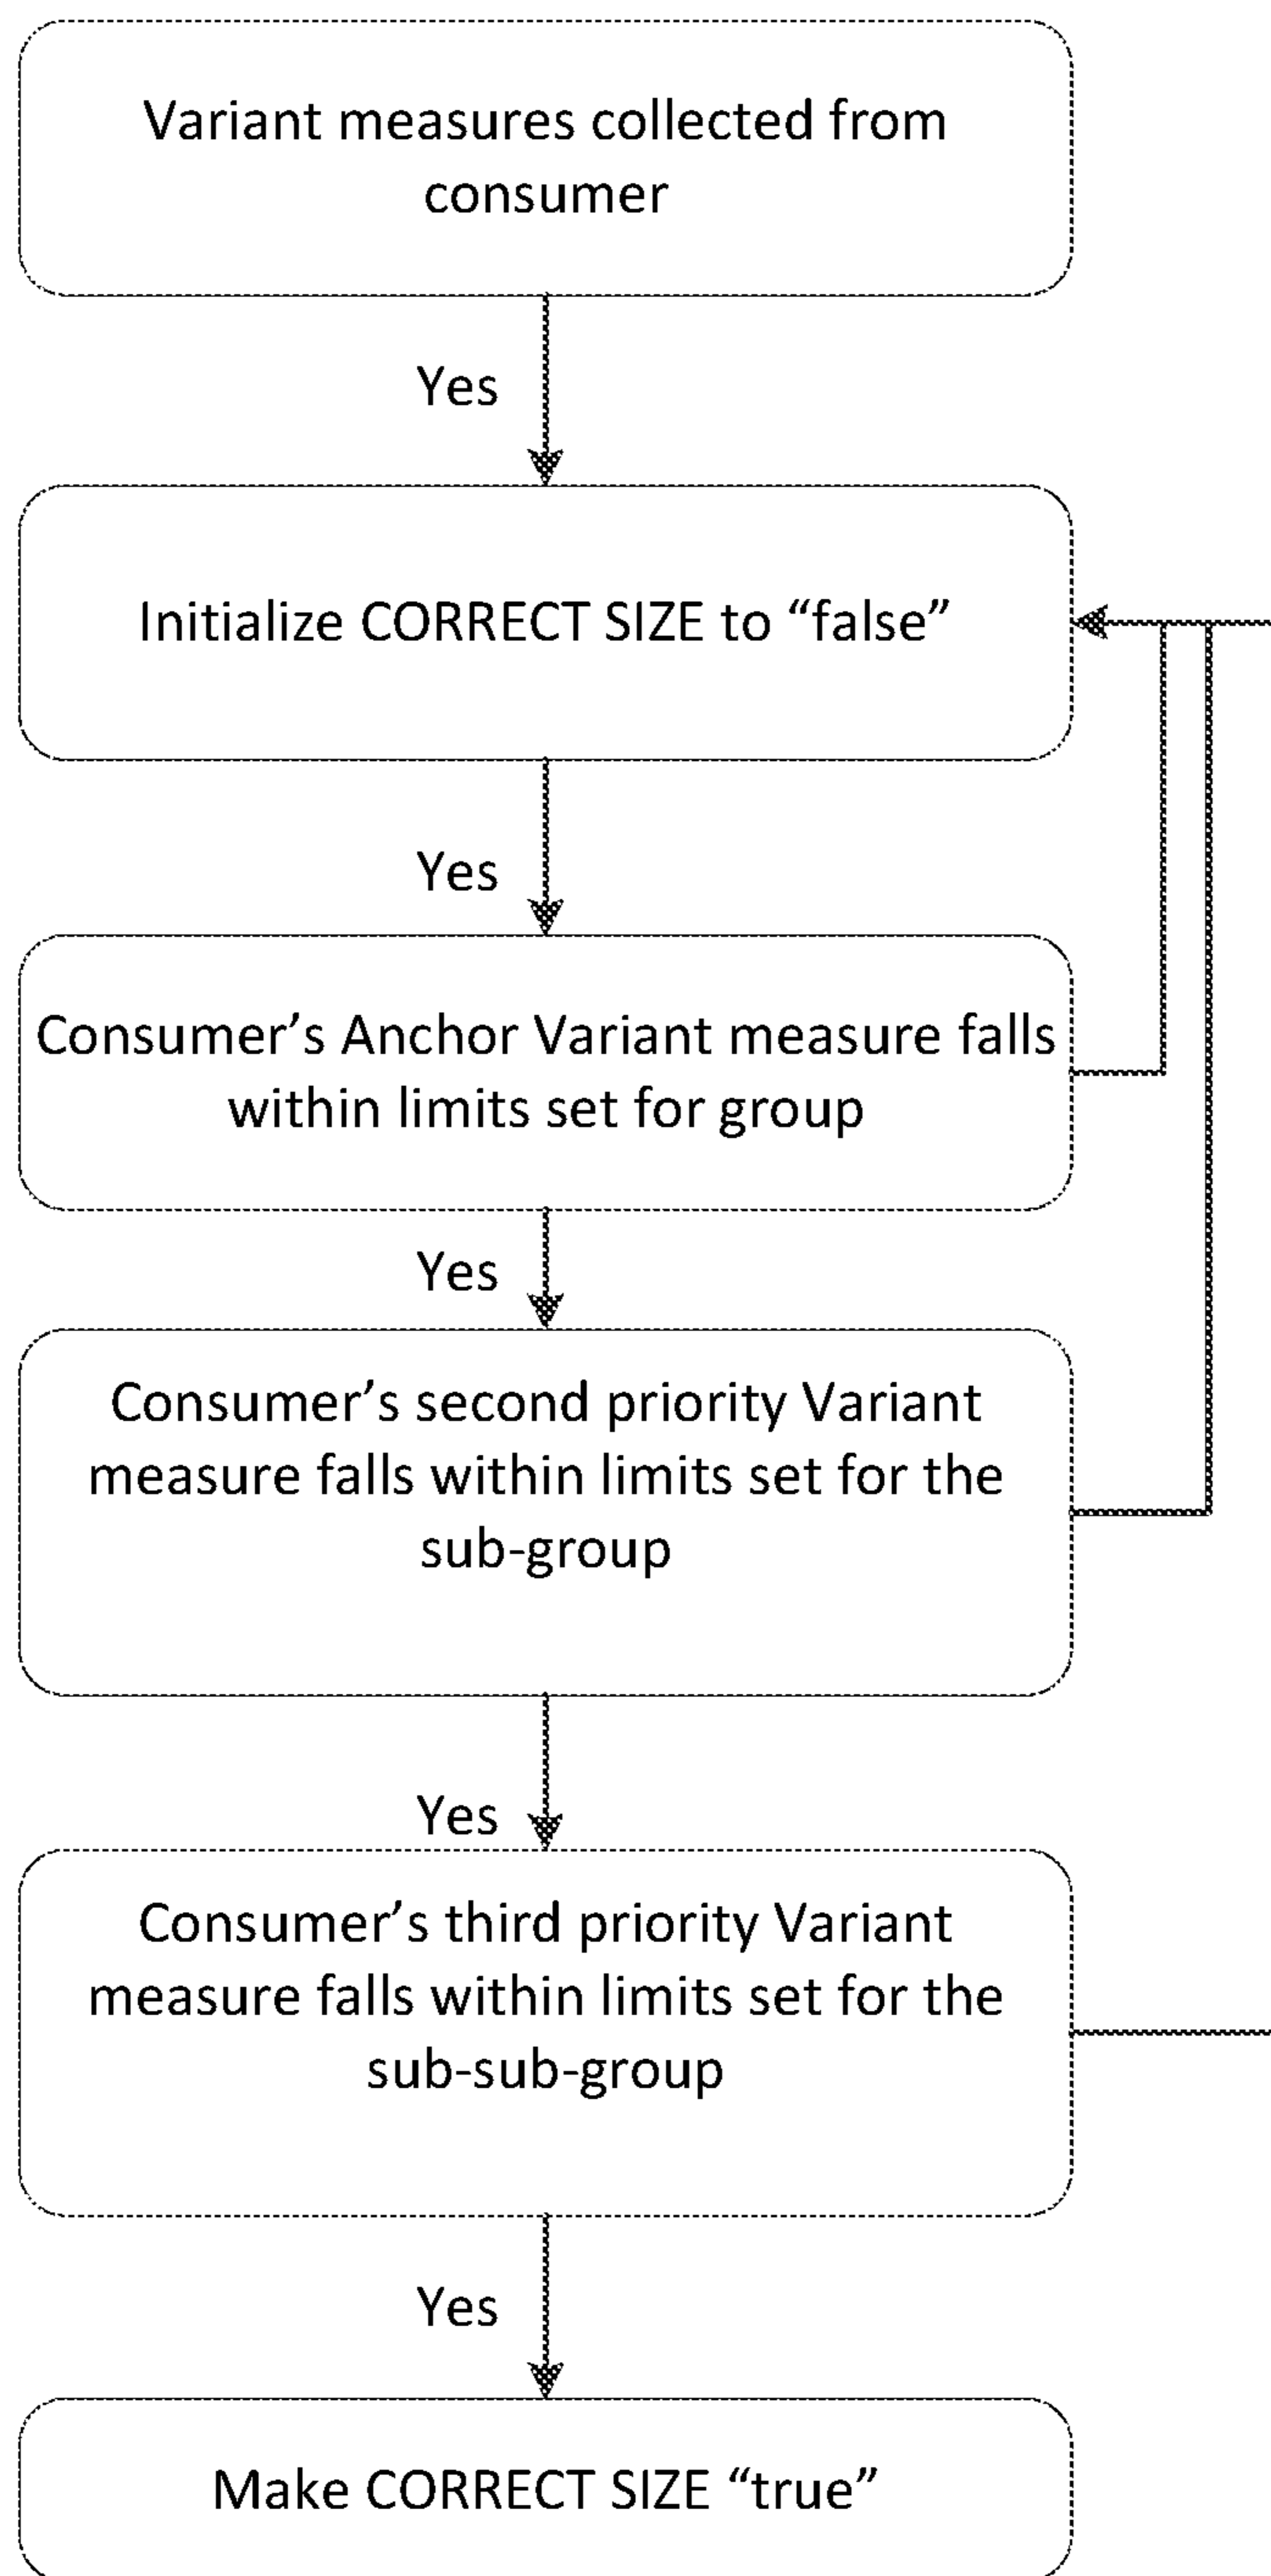 Variant measures collected from
consumer
Yes
Initialize CORRECT SIZE to “false”
Yes
Consumer’s Anchor Variant measure falls
within limits set for group
Yes
Consumer’s second priority Variant
measure falls within limits set for the
sub-group
Yes
Consumer’s third priority Variant
measure falls within limits set for the
sub-sub-group
Yes
Make CORRECT SIZE “true”